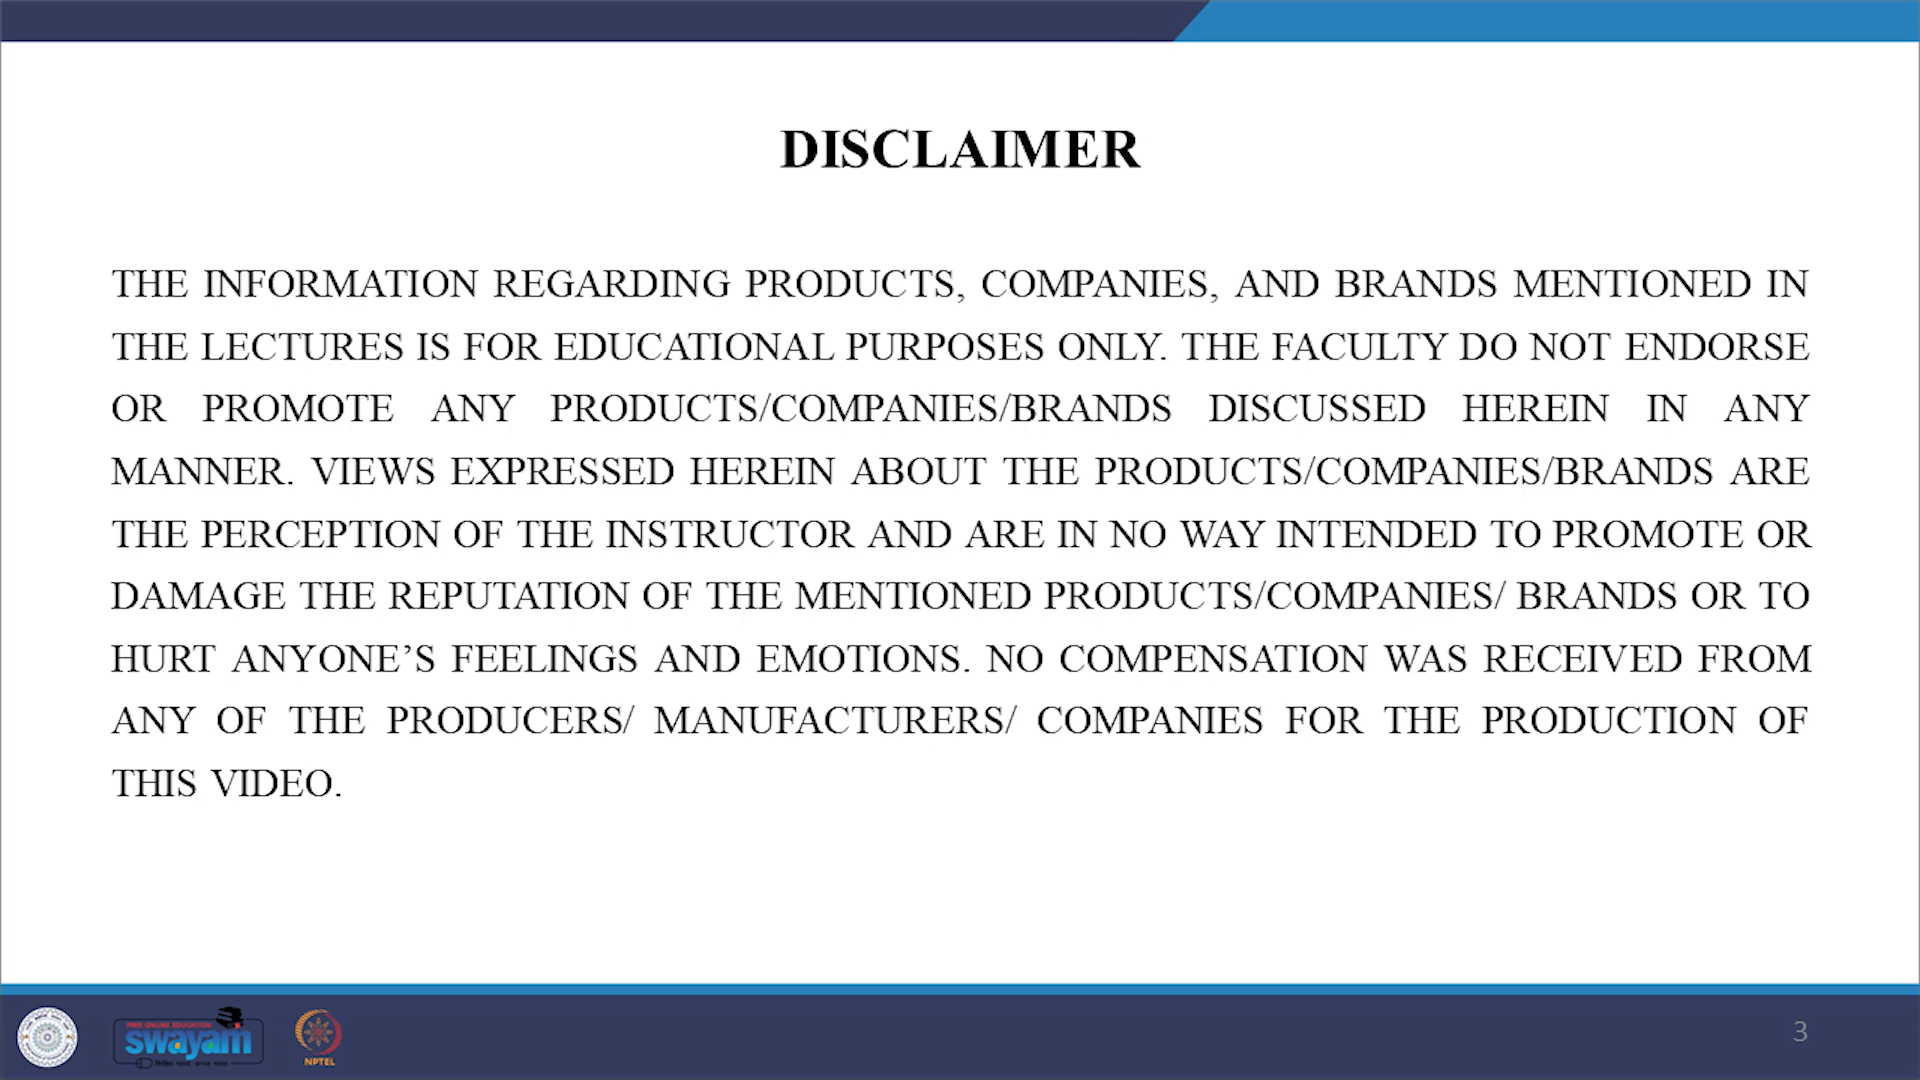 DISCLAIMER
THE INFORMATION REGARDING PRODUCTS, COMPANIES, AND BRANDS MENTIONED IN
THE LECTURES IS FOR EDUCATIONAL PURPOSES ONLY. THE FACULTY DO NOT ENDORSE
OR PROMOTE ANY PRODUCTS/COMPANIES/BRANDS DISCUSSED HEREIN IN ANY
MANNER. VIEWS EXPRESSED HEREIN ABOUT THE PRODUCTS/COMPANIES/BRANDS ARE
THE PERCEPTION OF THE INSTRUCTOR AND ARE IN NO WAY INTENDED TO PROMOTE OR
DAMAGE THE REPUTATION OF THE MENTIONED PRODUCTS/COMPANIES/ BRANDS OR TO
HURT ANYONE’S FEELINGS AND EMOTIONS. NO COMPENSATION WAS RECEIVED FROM
ANY OF THE PRODUCERS/ MANUFACTURERS/ COMPANIES FOR THE PRODUCTION OF
THIS VIDEO.
FREE ONLINE EDUCATION
swayam
NPTEL
3